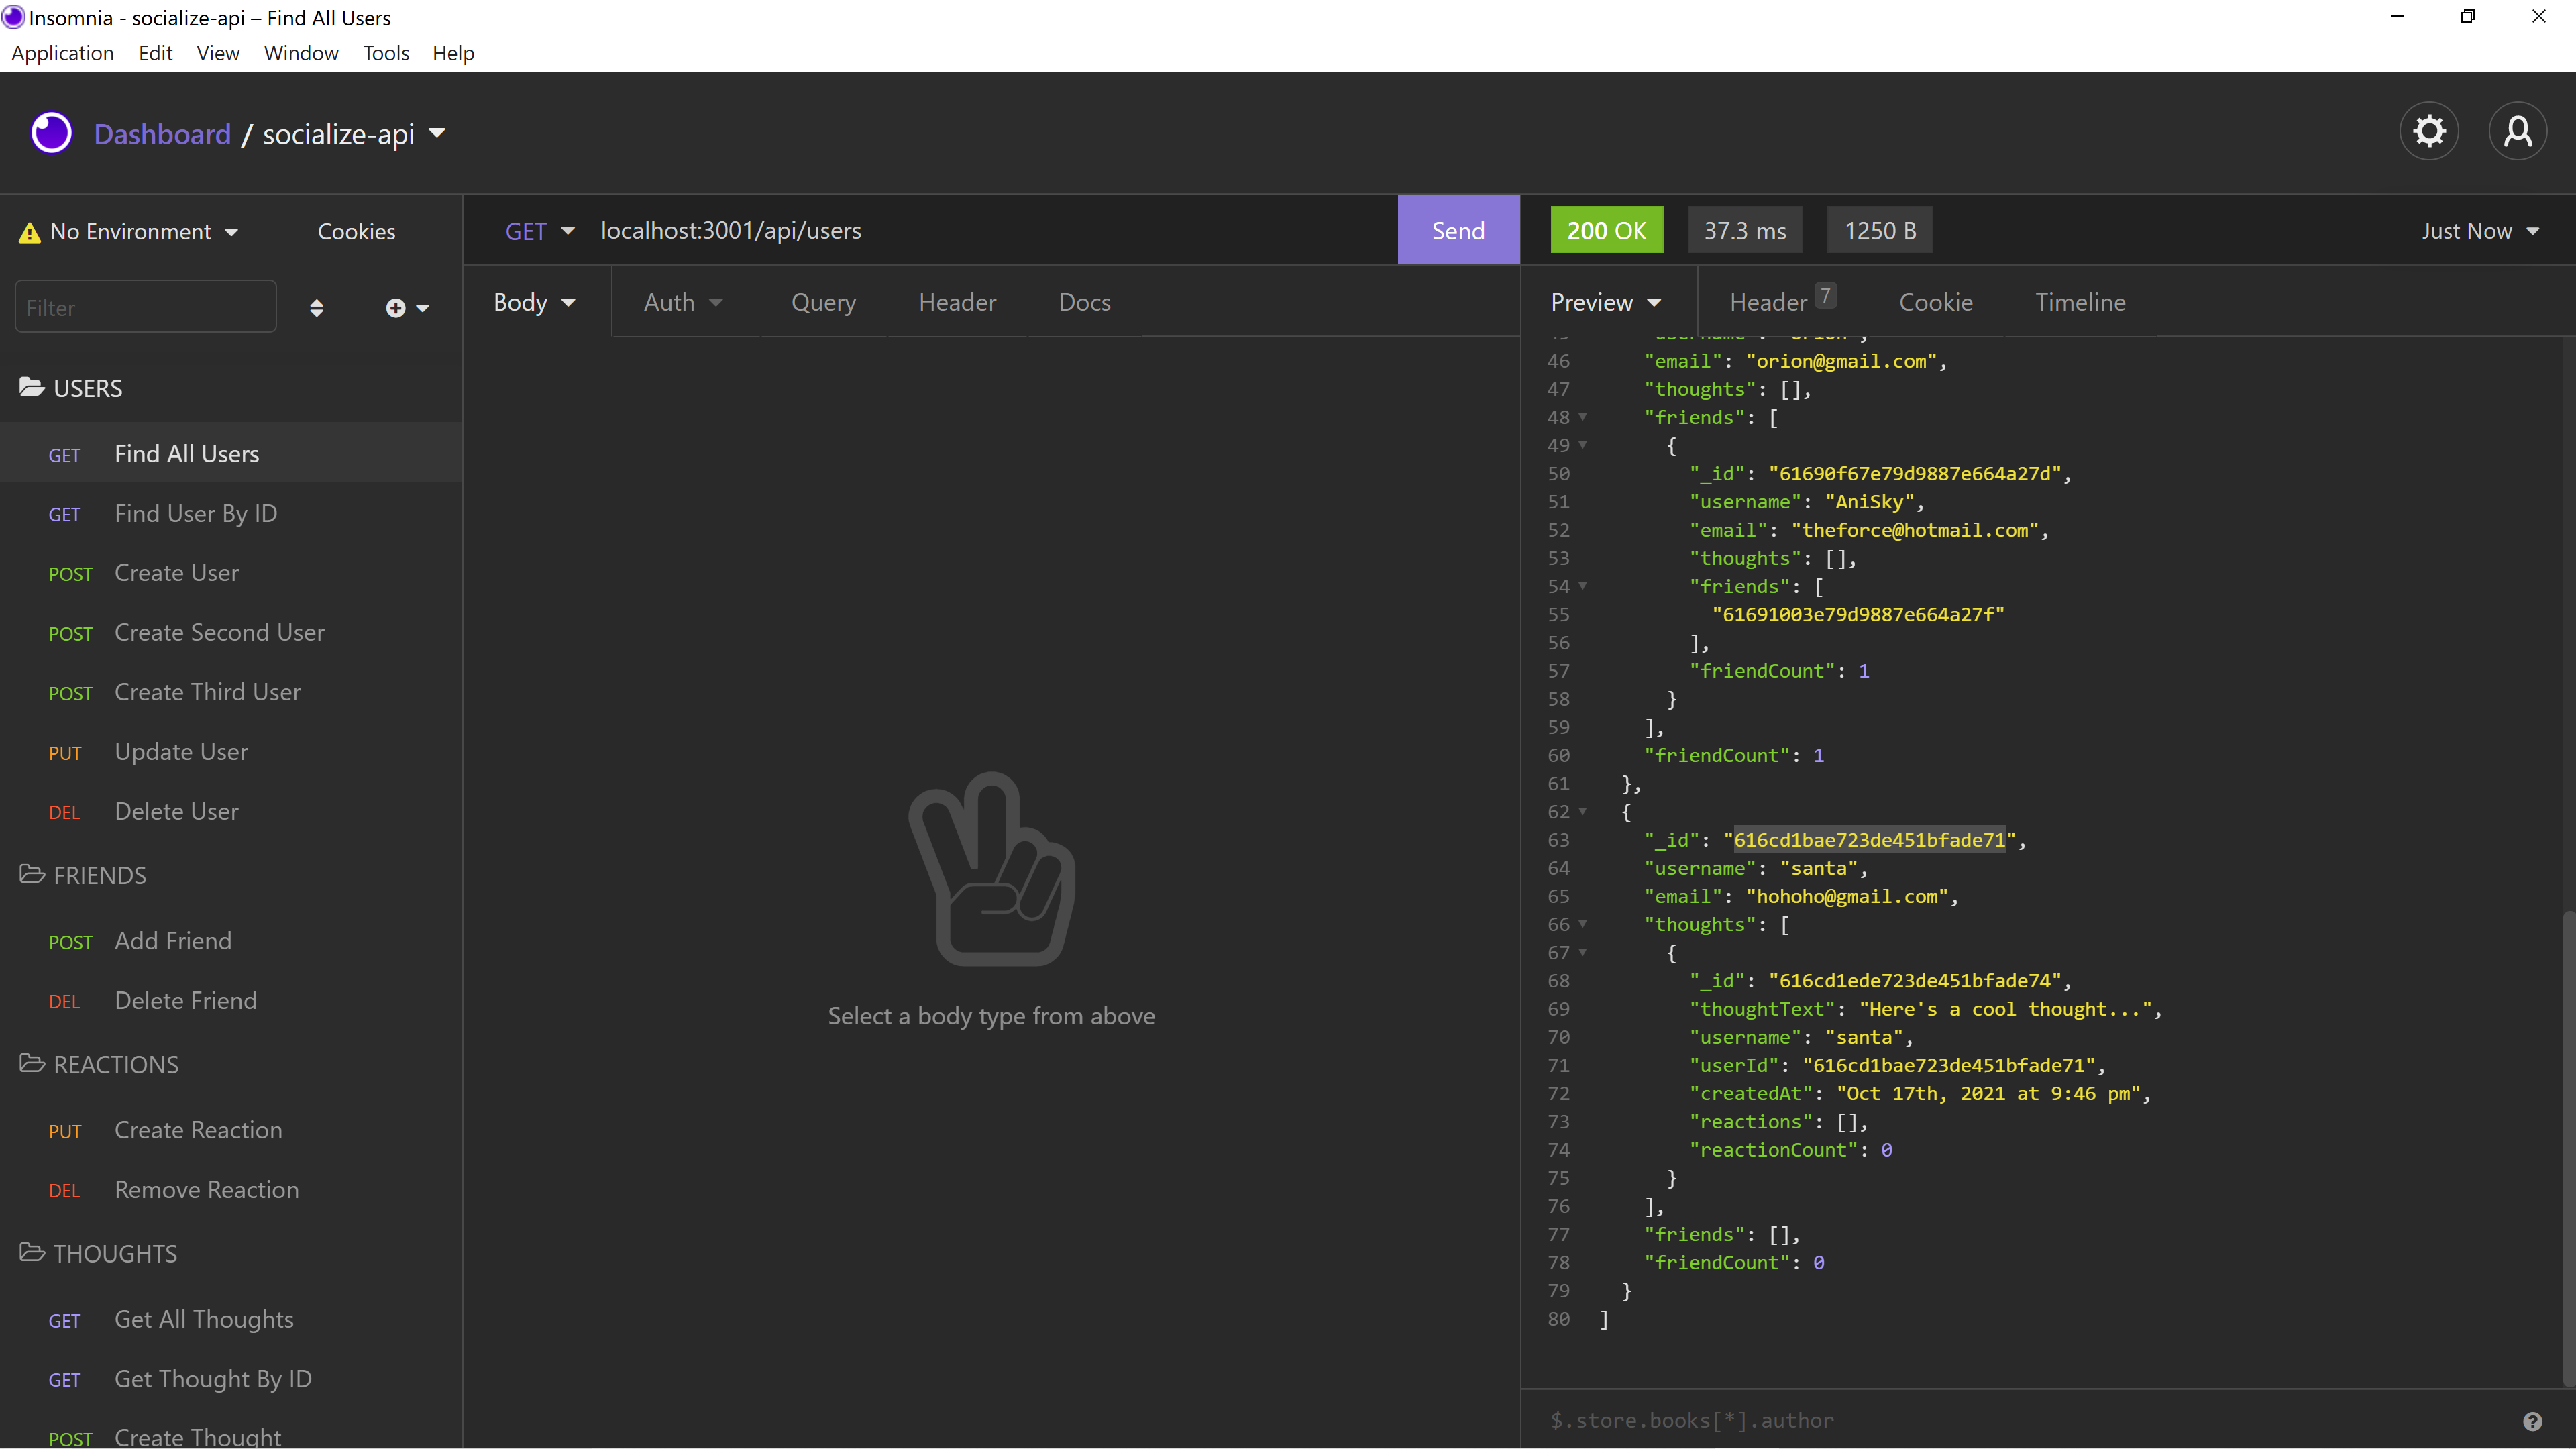 Insomnia - socialize-api – Find All Users
Application Edit View Window Tools Help
Dashboard / socialize-api
No Environment Cookies
Filter
USERS
GET Find All Users
GET Find User By ID
POST Create User
POST Create Second User
POST Create Third User
PUT Update User
DEL Delete User
FRIENDS
POST Add Friend
DEL Delete Friend
REACTIONS
PUT Create Reaction
DEL Remove Reaction
THOUGHTS
GET Get All Thoughts
GET Get Thought By ID
POST Create Thought
GET localhost:3001/api/users Send
Body Auth Query Header Docs
Select a body type from above
200 OK 37.3 ms 1250 B Just Now
Preview Header 7 Cookie Timeline
46 "email": "orion@gmail.com",
47 "thoughts": [],
48 "friends": [
49 {
50 "_id": "61690f67e79d9887e664a27d",
51 "username": "AniSky",
52 "email": "theforce@hotmail.com",
53 "thoughts": [],
54 "friends": [
55 "61691003e79d9887e664a27f"
56 ],
57 "friendCount": 1
58 }
59 ],
60 "friendCount": 1
61 },
62 {
63 "_id": "616cd1bae723de451bfade71",
64 "username": "santa",
65 "email": "hohoho@gmail.com",
66 "thoughts": [
67 {
68 "_id": "616cd1ede723de451bfade74",
69 "thoughtText": "Here's a cool thought...",
70 "username": "santa",
71 "userId": "616cd1bae723de451bfade71",
72 "createdAt": "Oct 17th, 2021 at 9:46 pm",
73 "reactions": [],
74 "reactionCount": 0
75 }
76 ],
77 "friends": [],
78 "friendCount": 0
79 }
80 ]
$.store.books[*].author